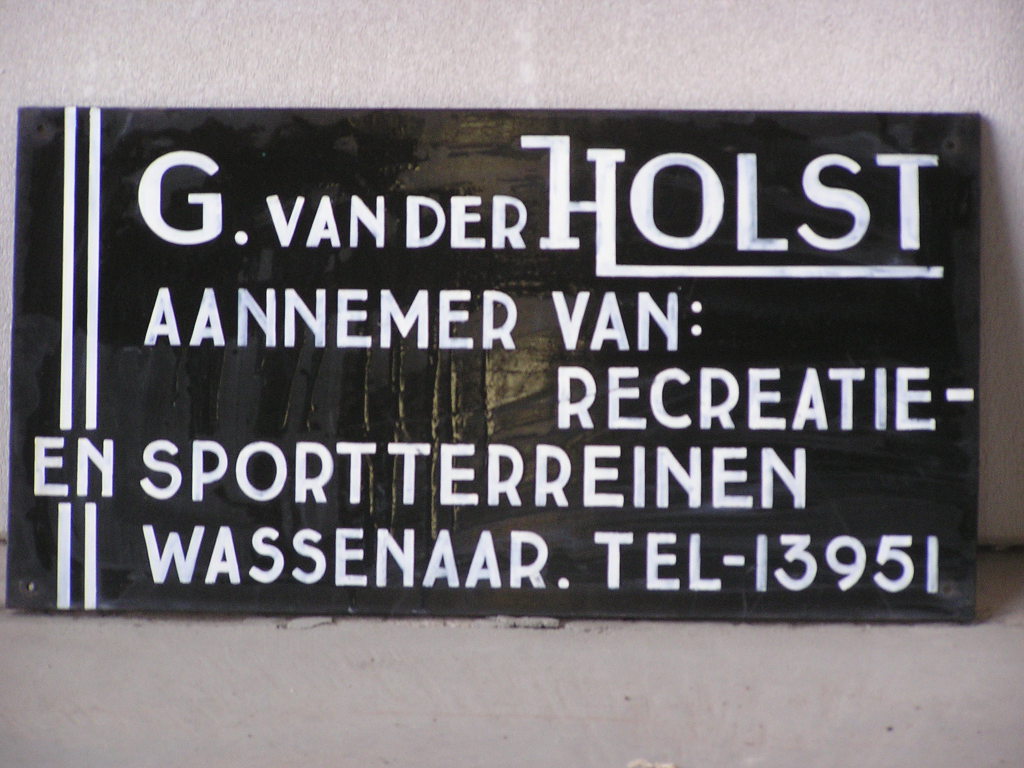 G. VAN DER HOLST
AANNEMER VAN:
RECREATIE-
EN SPORTTERREINEN
WASSENAAR. TEL-13951